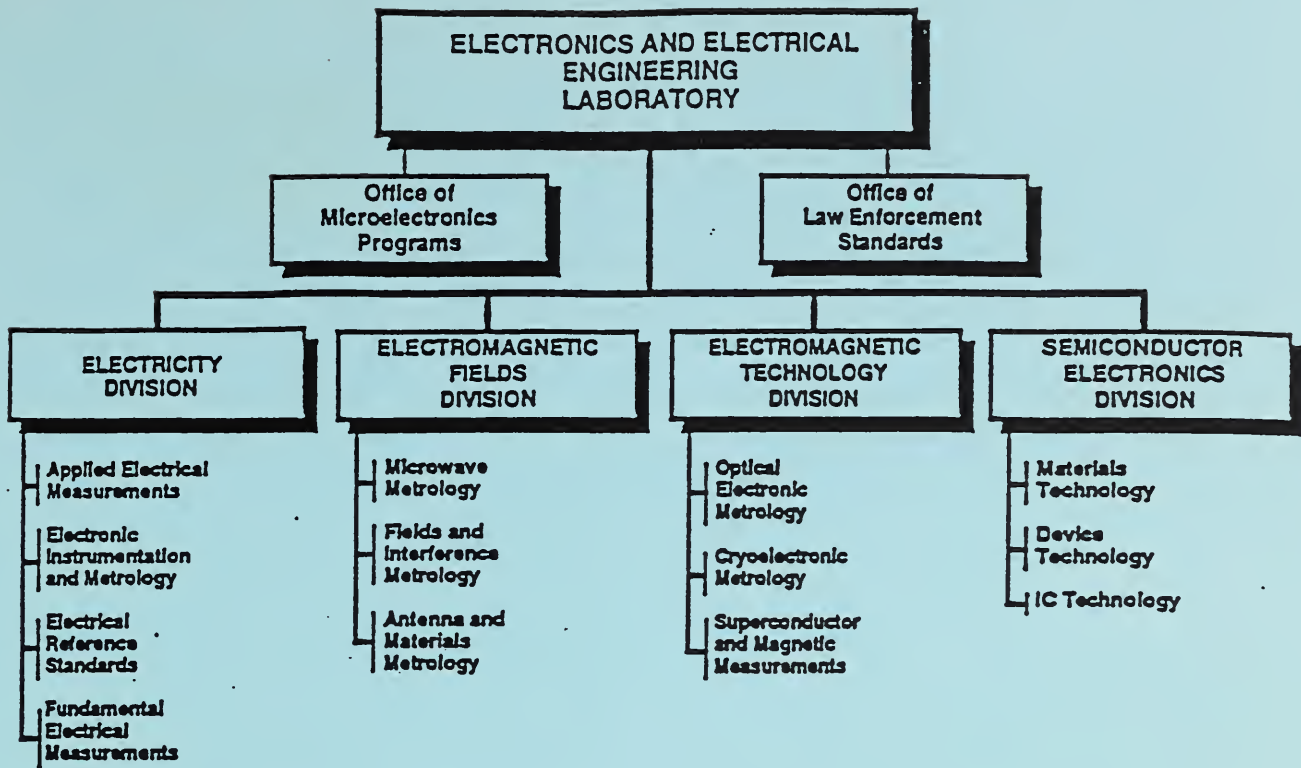 ELECTRONICS AND ELECTRICAL
ENGINEERING
LABORATORY
Office of
Microelectronics
Programs
Office of
Law Enforcement
Standards
ELECTRICITY
DIVISION
Applied Electrical
Measurements
Electronic
Instrumentation
and Metrology
Electrical
Reference
Standards
Fundamental
Electrical
Measurements
ELECTROMAGNETIC
FIELDS
DIVISION
Microwave
Metrology
Fields and
Interference
Metrology
Antenna and
Materials
Metrology
ELECTROMAGNETIC
TECHNOLOGY
DIVISION
Optical
Electronic
Metrology
Cryoelectronic
Metrology
Superconductor
and Magnetic
Measurements
SEMICONDUCTOR
ELECTRONICS
DIVISION
Materials
Technology
Device
Technology
IC Technology